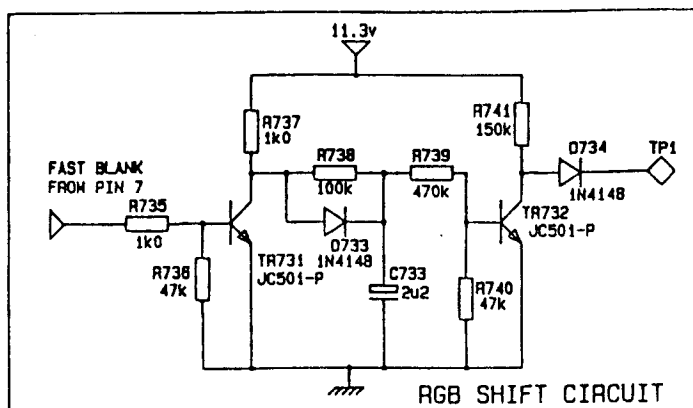 11.3v
R737
1k0
R741
150k
D734
TP1
1N4148
R738
100k
R739
470k
FAST BLANK
FROM PIN 7
R735
1k0
D733
1N4148
TR731
JC501-P
TR732
JC501-P
R736
47k
C733
2u2
R740
47k
RGB SHIFT CIRCUIT